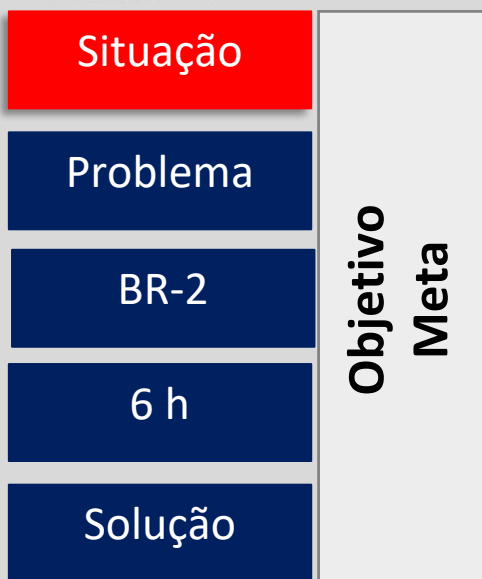 Situação
Problema
BR-2
6 h
Solução
Objetivo
Meta